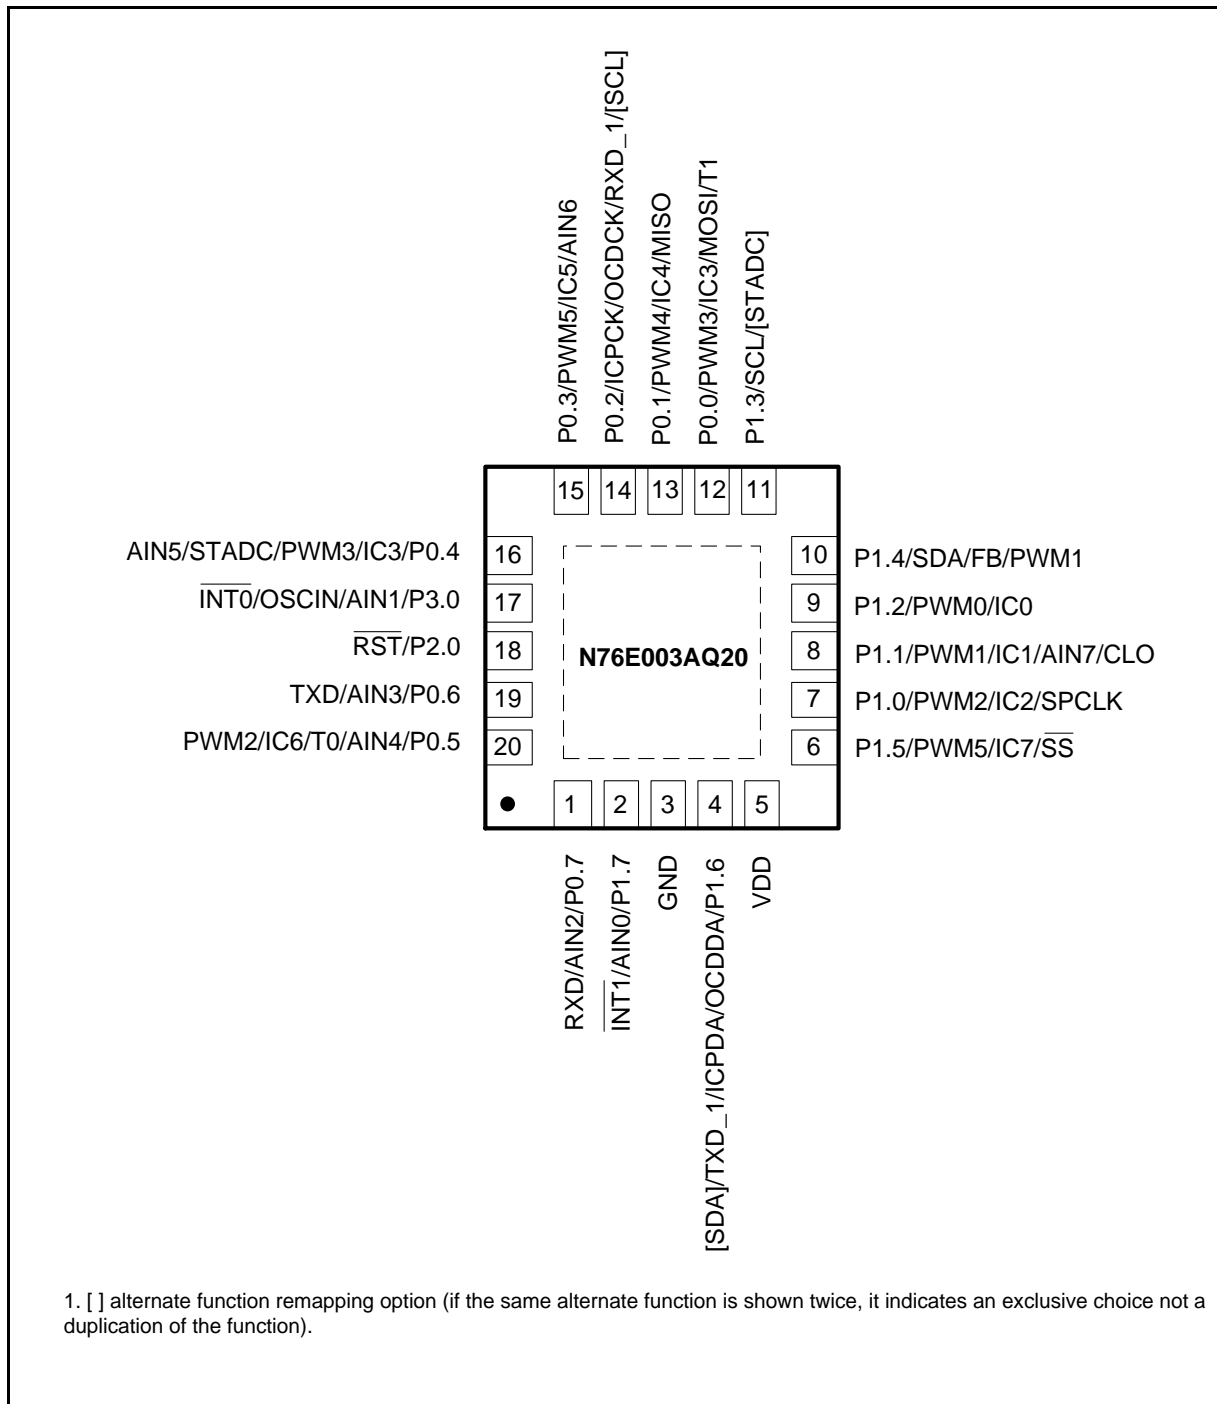 P0.3/PWM5/IC5/AIN6
P0.2/ICPCK/OCDCK/RXD_1/[SCL]
P0.1/PWM4/IC4/MISO
P0.0/PWM3/IC3/MOSI/T1
P1.3/SCL/[STADC]
15 14 13 12 11
AIN5/STADC/PWM3/IC3/P0.4 16
10 P1.4/SDA/FB/PWM1
I̅N̅T̅0̅/OSCIN/AIN1/P3.0 17
9 P1.2/PWM0/IC0
R̅S̅T̅/P2.0 18
N76E003AQ20
8 P1.1/PWM1/IC1/AIN7/CLO
TXD/AIN3/P0.6 19
7 P1.0/PWM2/IC2/SPCLK
PWM2/IC6/T0/AIN4/P0.5 20
6 P1.5/PWM5/IC7/S̅S̅
1 2 3 4 5
RXD/AIN2/P0.7
I̅N̅T̅1̅/AIN0/P1.7
GND
[SDA]/TXD_1/ICPDA/OCDDA/P1.6
VDD
1. [ ] alternate function remapping option (if the same alternate function is shown twice, it indicates an exclusive choice not a
duplication of the function).